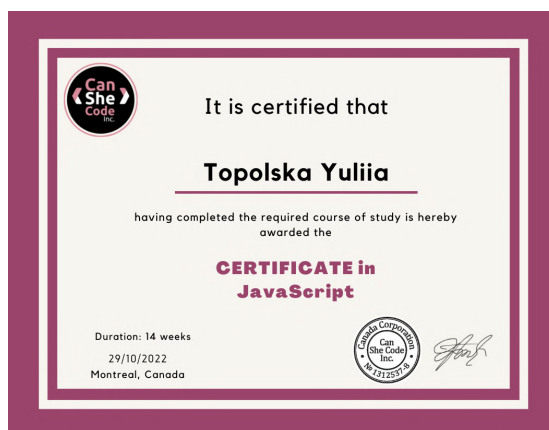 Can
She
Code
Inc.
It is certified that
Topolska Yuliia
having completed the required course of study is hereby
awarded the
CERTIFICATE in
JavaScript
Duration: 14 weeks
29/10/2022
Montreal, Canada
Canada Corporation
Can
She Code
Inc.
№ 1312537-8